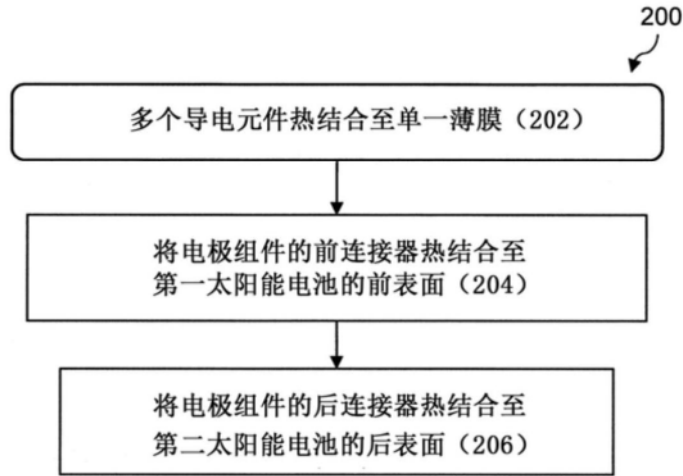 200
多个导电元件热结合至单一薄膜（202）
将电极组件的前连接器热结合至
第一太阳能电池的前表面（204）
将电极组件的后连接器热结合至
第二太阳能电池的后表面（206）